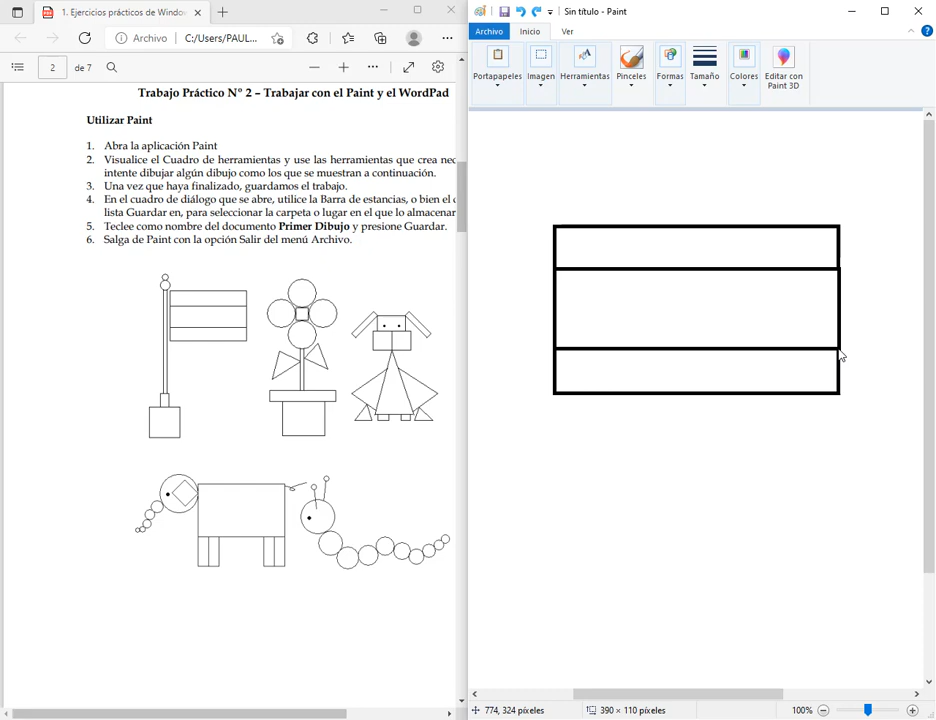 1. Ejercicios prácticos de Window
Archivo
C:/Users/PAUL...
2
de 7
Trabajo Práctico N° 2 – Trabajar con el Paint y el WordPad
Utilizar Paint
1. Abra la aplicación Paint
2. Visualice el Cuadro de herramientas y use las herramientas que crea nec
intente dibujar algún dibujo como los que se muestran a continuación.
3. Una vez que haya finalizado, guardamos el trabajo.
4. En el cuadro de diálogo que se abre, utilice la Barra de estancias, o bien el c
lista Guardar en, para seleccionar la carpeta o lugar en el que lo almacenar
5. Teclee como nombre del documento Primer Dibujo y presione Guardar.
6. Salga de Paint con la opción Salir del menú Archivo.
Sin título - Paint
Archivo
Inicio
Ver
Portapapeles
Imagen
Herramientas
Pinceles
Formas
Tamaño
Colores
Editar con
Paint 3D
774, 324 píxeles
390 × 110 píxeles
100%